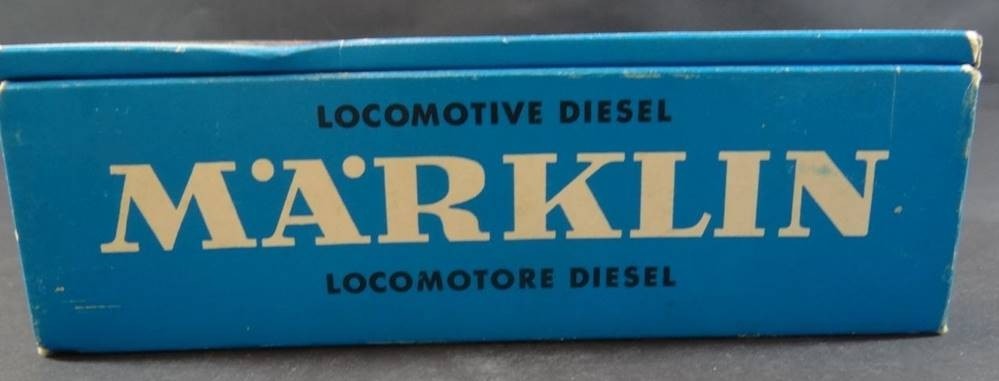 LOCOMOTIVE DIESEL
MÄRKLIN
LOCOMOTORE DIESEL